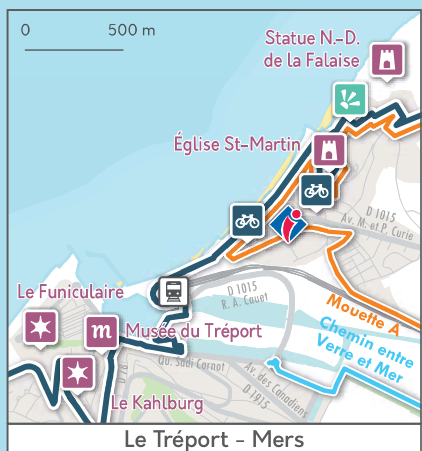 0 500 m
Statue N.-D.
de la Falaise
Église St-Martin
D 1015
Av. M. et P. Curie
Le Funiculaire
D 1015
R. A. Couet
Mouette A
m
Musée du Tréport
Chemin entre
Verre et Mer
Qu. Sadi Carnot
Av. des Canadiens
D 1915
Le Kahlburg
Le Tréport - Mers